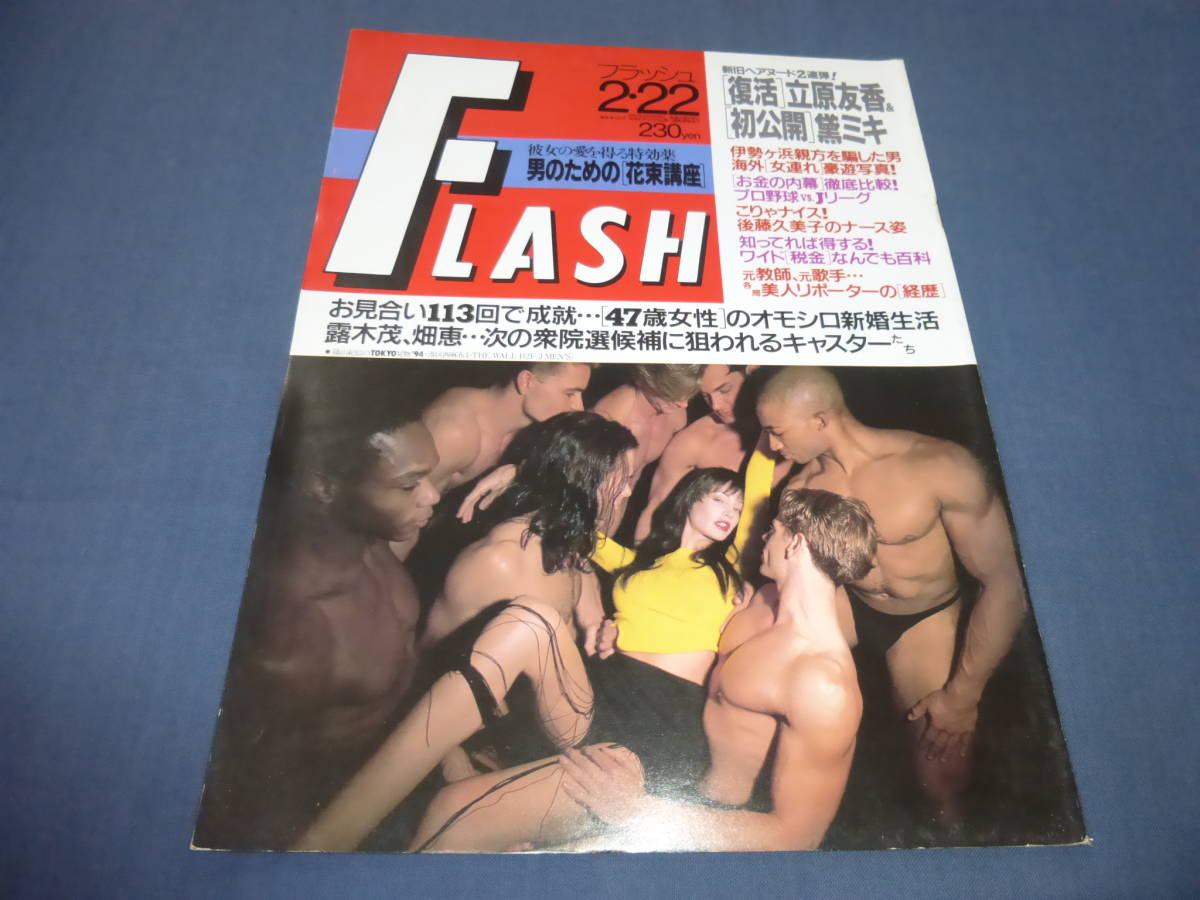 FLASH
フラッシュ
2・22
230yen
彼女の愛を得る特効薬
男のための[花束講座]
新旧ヘアヌード2連弾!
[復活]立原友香&
[初公開]黛ミキ
伊勢ヶ浜親方を騙した男
海外[女連れ]豪遊写真!
[お金の内幕]徹底比較!
プロ野球vs.Jリーグ
こりゃナイス!
後藤久美子のナース姿
知ってれば得する!
ワイド[税金]なんでも百科
元教師、元歌手…
各局美人リポーターの[経歴]
お見合い113回で成就…[47歳女性]のオモシロ新婚生活
露木茂、畑恵…次の衆院選候補に狙われるキャスターたち
TOKYO '94